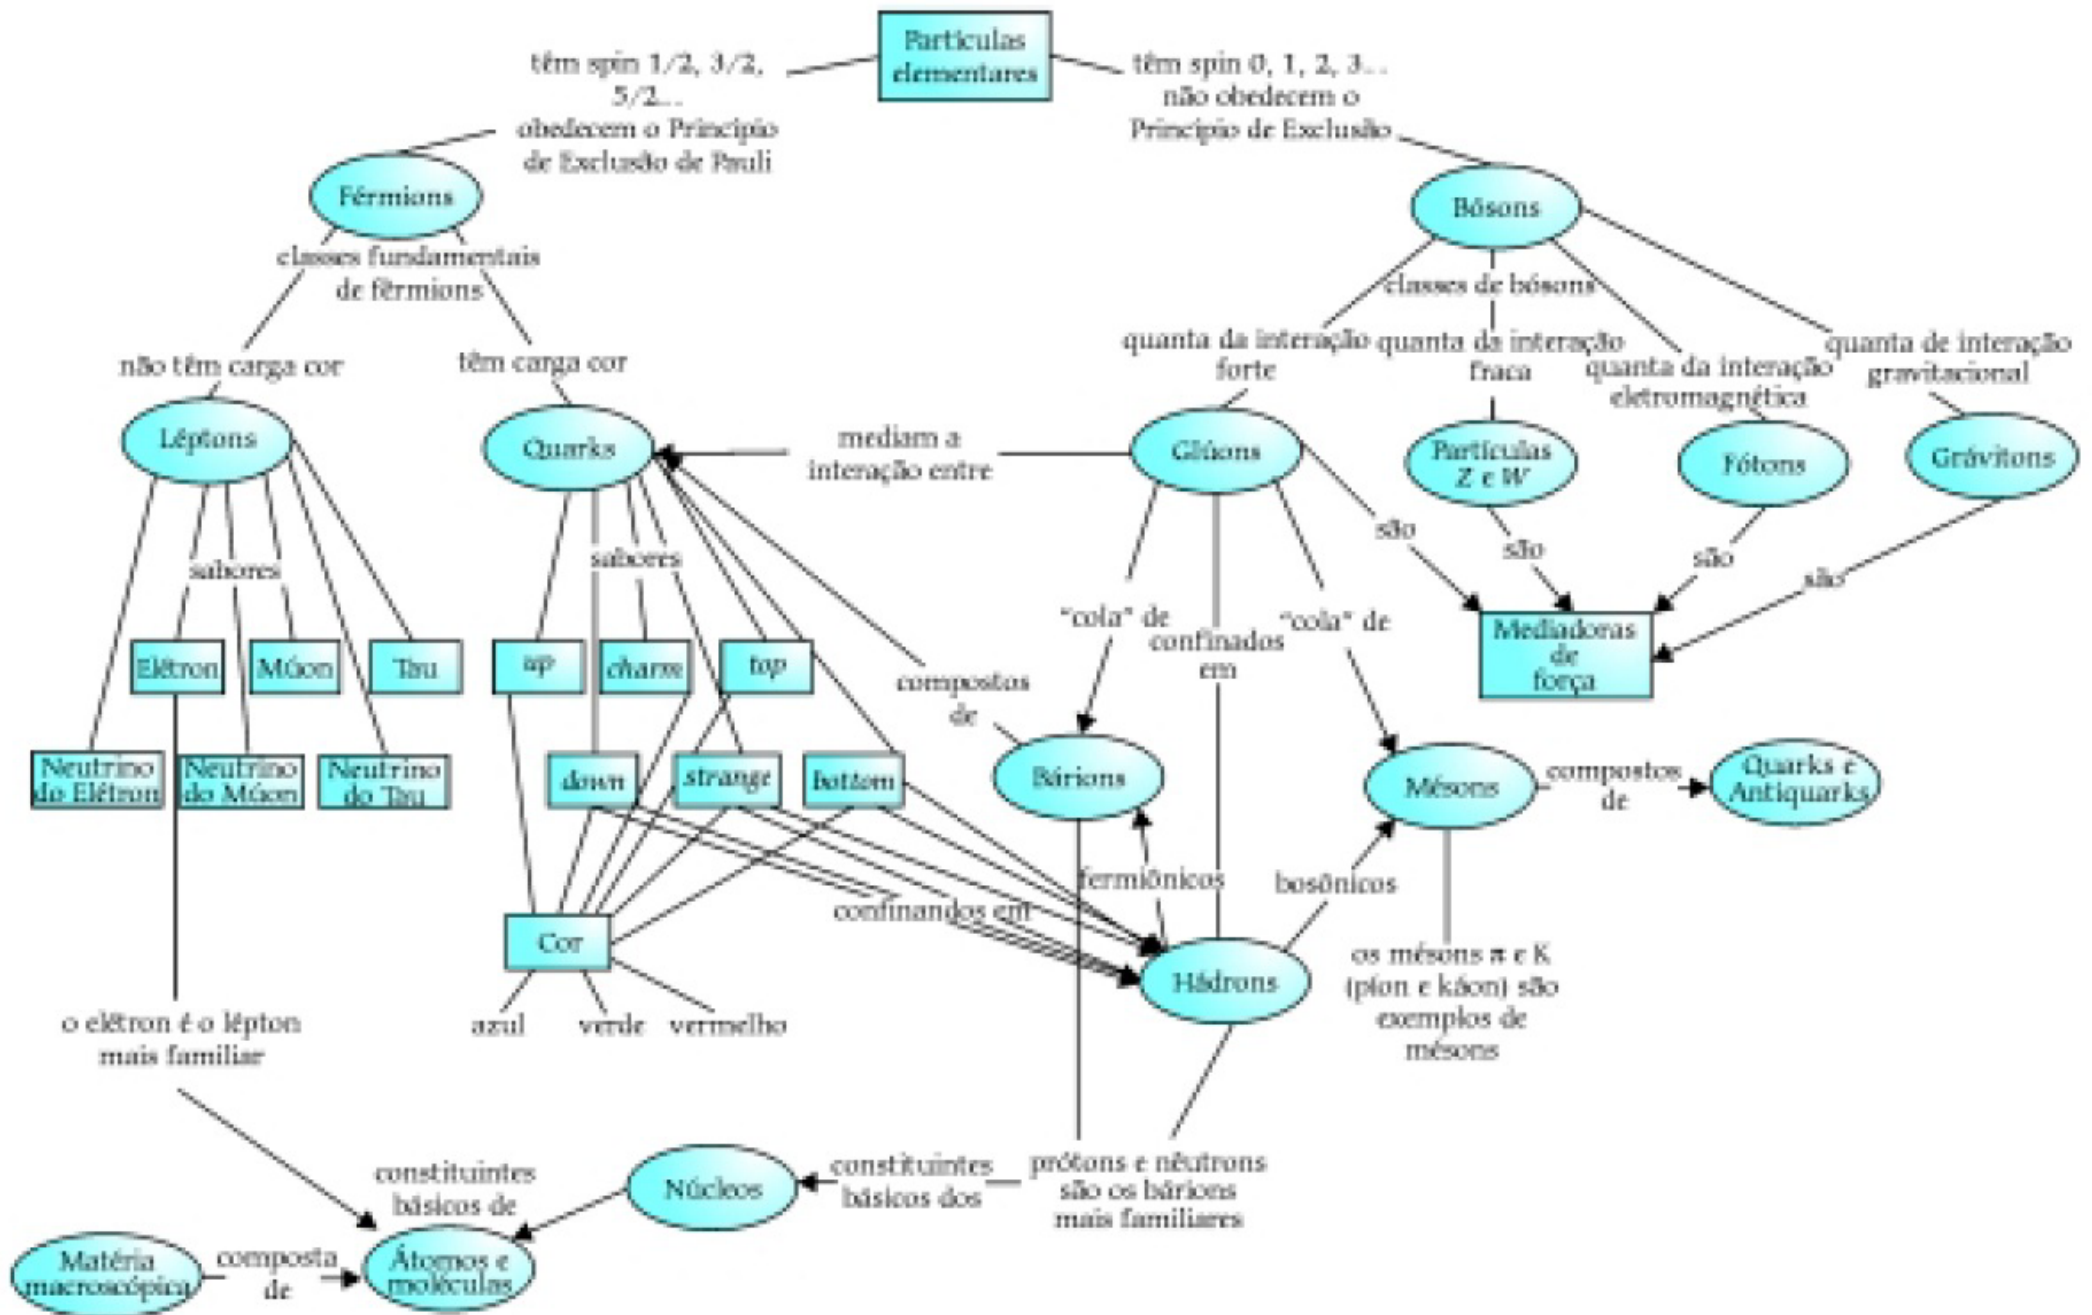 Partículas
elementares
têm spin 1/2, 3/2,
5/2...
obedecem o Princípio
de Exclusão de Pauli
têm spin 0, 1, 2, 3...
não obedecem o
Princípio de Exclusão
Férmions
Bósons
classes fundamentais
de férmions
classes de bósons
não têm carga cor
têm carga cor
quanta da interação
forte
quanta da interação
fraca
quanta da interação
eletromagnética
quanta de interação
gravitacional
Léptons
Quarks
mediam a
interação entre
Glúons
Partículas
Z e W
Fótons
Grávitons
sabores
sabores
são
são
são
são
Elétron
Múon
Tau
up
charm
top
"cola" de
confinados
em
"cola" de
Mediadoras
de
força
compostos
de
Neutrino
do Elétron
Neutrino
do Múon
Neutrino
do Tau
down
strange
bottom
Bárions
Mésons
compostos
de
Quarks e
Antiquarks
fermiônicos
bosônicos
confinandos em
Cor
Hádrons
os mésons π e K
(píon e káon) são
exemplos de
mésons
azul
verde
vermelho
o elétron é o lépton
mais familiar
constituintes
básicos de
Núcleos
constituintes
básicos dos
prótons e nêutrons
são os bárions
mais familiares
Matéria
macroscópica
composta
de
Átomos e
moléculas